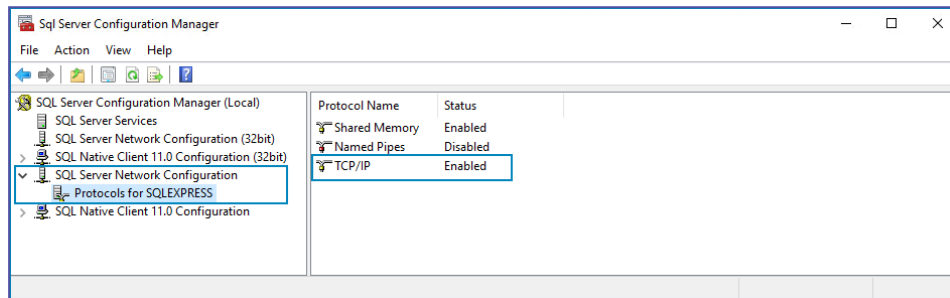 Sql Server Configuration Manager
File Action View Help
SQL Server Configuration Manager (Local)
SQL Server Services
SQL Server Network Configuration (32bit)
SQL Native Client 11.0 Configuration (32bit)
SQL Server Network Configuration
Protocols for SQLEXPRESS
SQL Native Client 11.0 Configuration
Protocol Name Status
Shared Memory Enabled
Named Pipes Disabled
TCP/IP Enabled